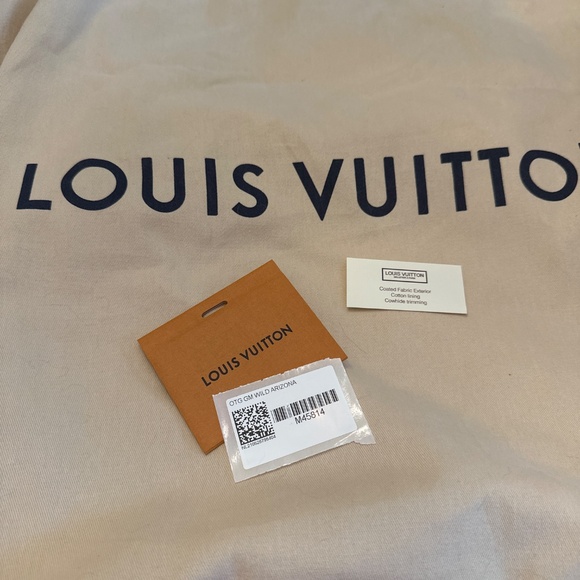 LOUIS VUITTO
LOUIS VUITTON
Coated Fabric Exterior
Cotton lining
Cowhide trimming
LOUIS VUITTON
OTG GM WILD ARIZONA
M45814